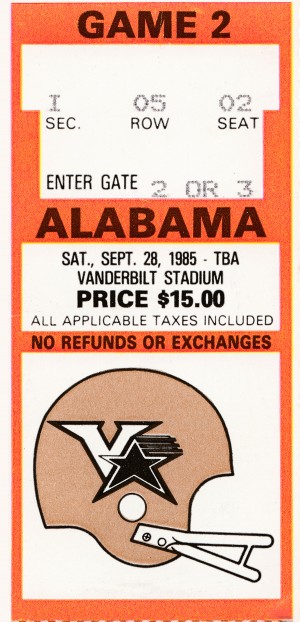 GAME 2
I 05 02
SEC. ROW SEAT
ENTER GATE 2 OR 3
ALABAMA
SAT., SEPT. 28, 1985 - TBA
VANDERBILT STADIUM
PRICE $15.00
ALL APPLICABLE TAXES INCLUDED
NO REFUNDS OR EXCHANGES
V